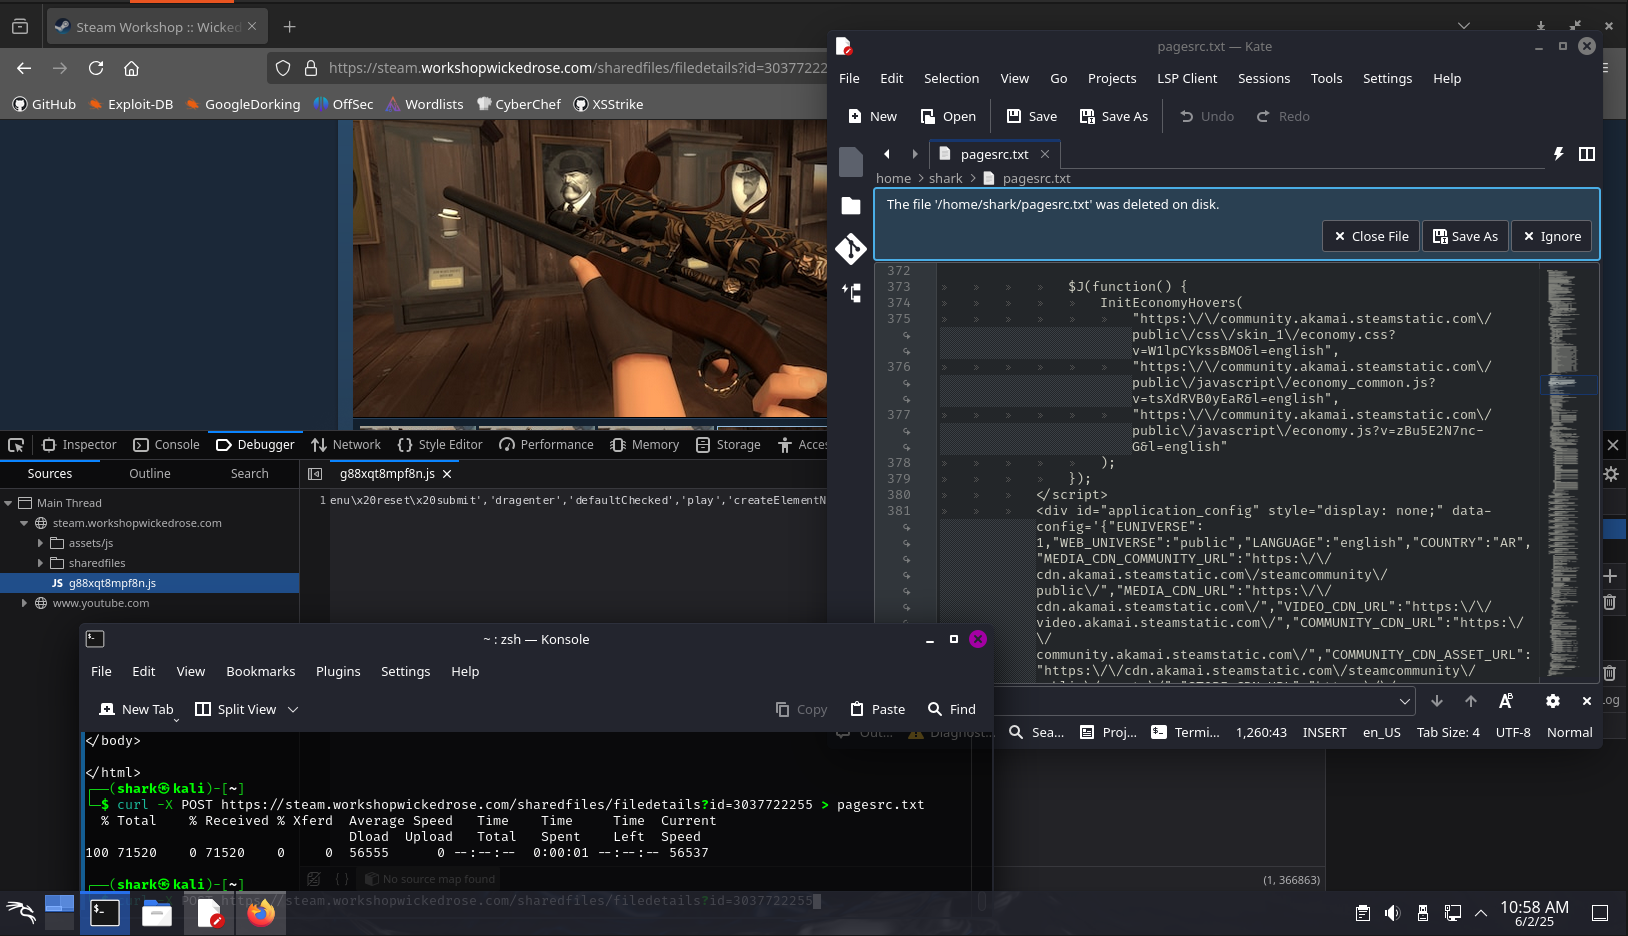 Steam Workshop :: Wicked
https://steam.workshopwickedrose.com/sharedfiles/filedetails?id=303772
GitHub
Exploit-DB
GoogleDorking
OffSec
Wordlists
CyberChef
XSStrike
Inspector
Console
Debugger
Network
Style Editor
Performance
Memory
Storage
Sources
Outline
Search
g88xqt8mpf8n.js
Main Thread
steam.workshopwickedrose.com
assets/js
sharedfiles
JS g88xqt8mpf8n.js
www.youtube.com
1 enu\x20reset\x20submit','dragenter','defaultChecked','play','createElementN
No source map found
(1, 366863)
pagesrc.txt — Kate
File Edit Selection View Go Projects LSP Client Sessions Tools Settings Help
New Open Save Save As Undo Redo
pagesrc.txt
home > shark > pagesrc.txt
The file '/home/shark/pagesrc.txt' was deleted on disk.
Close File Save As Ignore
372
373 $J(function() {
374 InitEconomyHovers(
375 "https:\/\/community.akamai.steamstatic.com\/
public\/css\/skin_1\/economy.css?
v=W1lpCYkssBMO&l=english",
376 "https:\/\/community.akamai.steamstatic.com\/
public\/javascript\/economy_common.js?
v=tsXdRVB0yEaR&l=english",
377 "https:\/\/community.akamai.steamstatic.com\/
public\/javascript\/economy.js?v=zBu5E2N7nc-
G&l=english"
378 );
379 });
380 </script>
381 <div id="application_config" style="display: none;" data-
config='{"EUNIVERSE":
1,"WEB_UNIVERSE":"public","LANGUAGE":"english","COUNTRY":"AR",
"MEDIA_CDN_COMMUNITY_URL":"https:\/\/
cdn.akamai.steamstatic.com\/steamcommunity\/
public\/","MEDIA_CDN_URL":"https:\/\/
cdn.akamai.steamstatic.com\/","VIDEO_CDN_URL":"https:\/\/
video.akamai.steamstatic.com\/","COMMUNITY_CDN_URL":"https:\/
\/
community.akamai.steamstatic.com\/","COMMUNITY_CDN_ASSET_URL":
"https:\/\/cdn.akamai.steamstatic.com\/steamcommunity\/
Out... Diagnost... Sea... Proj... Termi... 1,260:43 INSERT en_US Tab Size: 4 UTF-8 Normal
~ : zsh — Konsole
File Edit View Bookmarks Plugins Settings Help
New Tab Split View Copy Paste Find
</body>
</html>
(shark㉿kali)-[~]
$ curl -X POST https://steam.workshopwickedrose.com/sharedfiles/filedetails?id=3037722255 > pagesrc.txt
% Total % Received % Xferd Average Speed Time Time Time Current
Dload Upload Total Spent Left Speed
100 71520 0 71520 0 0 56555 0 --:--:-- 0:00:01 --:--:-- 56537
(shark㉿kali)-[~]
-X POST https://steam.workshopwickedrose.com/sharedfiles/filedetails?id=3037722255
10:58 AM
6/2/25